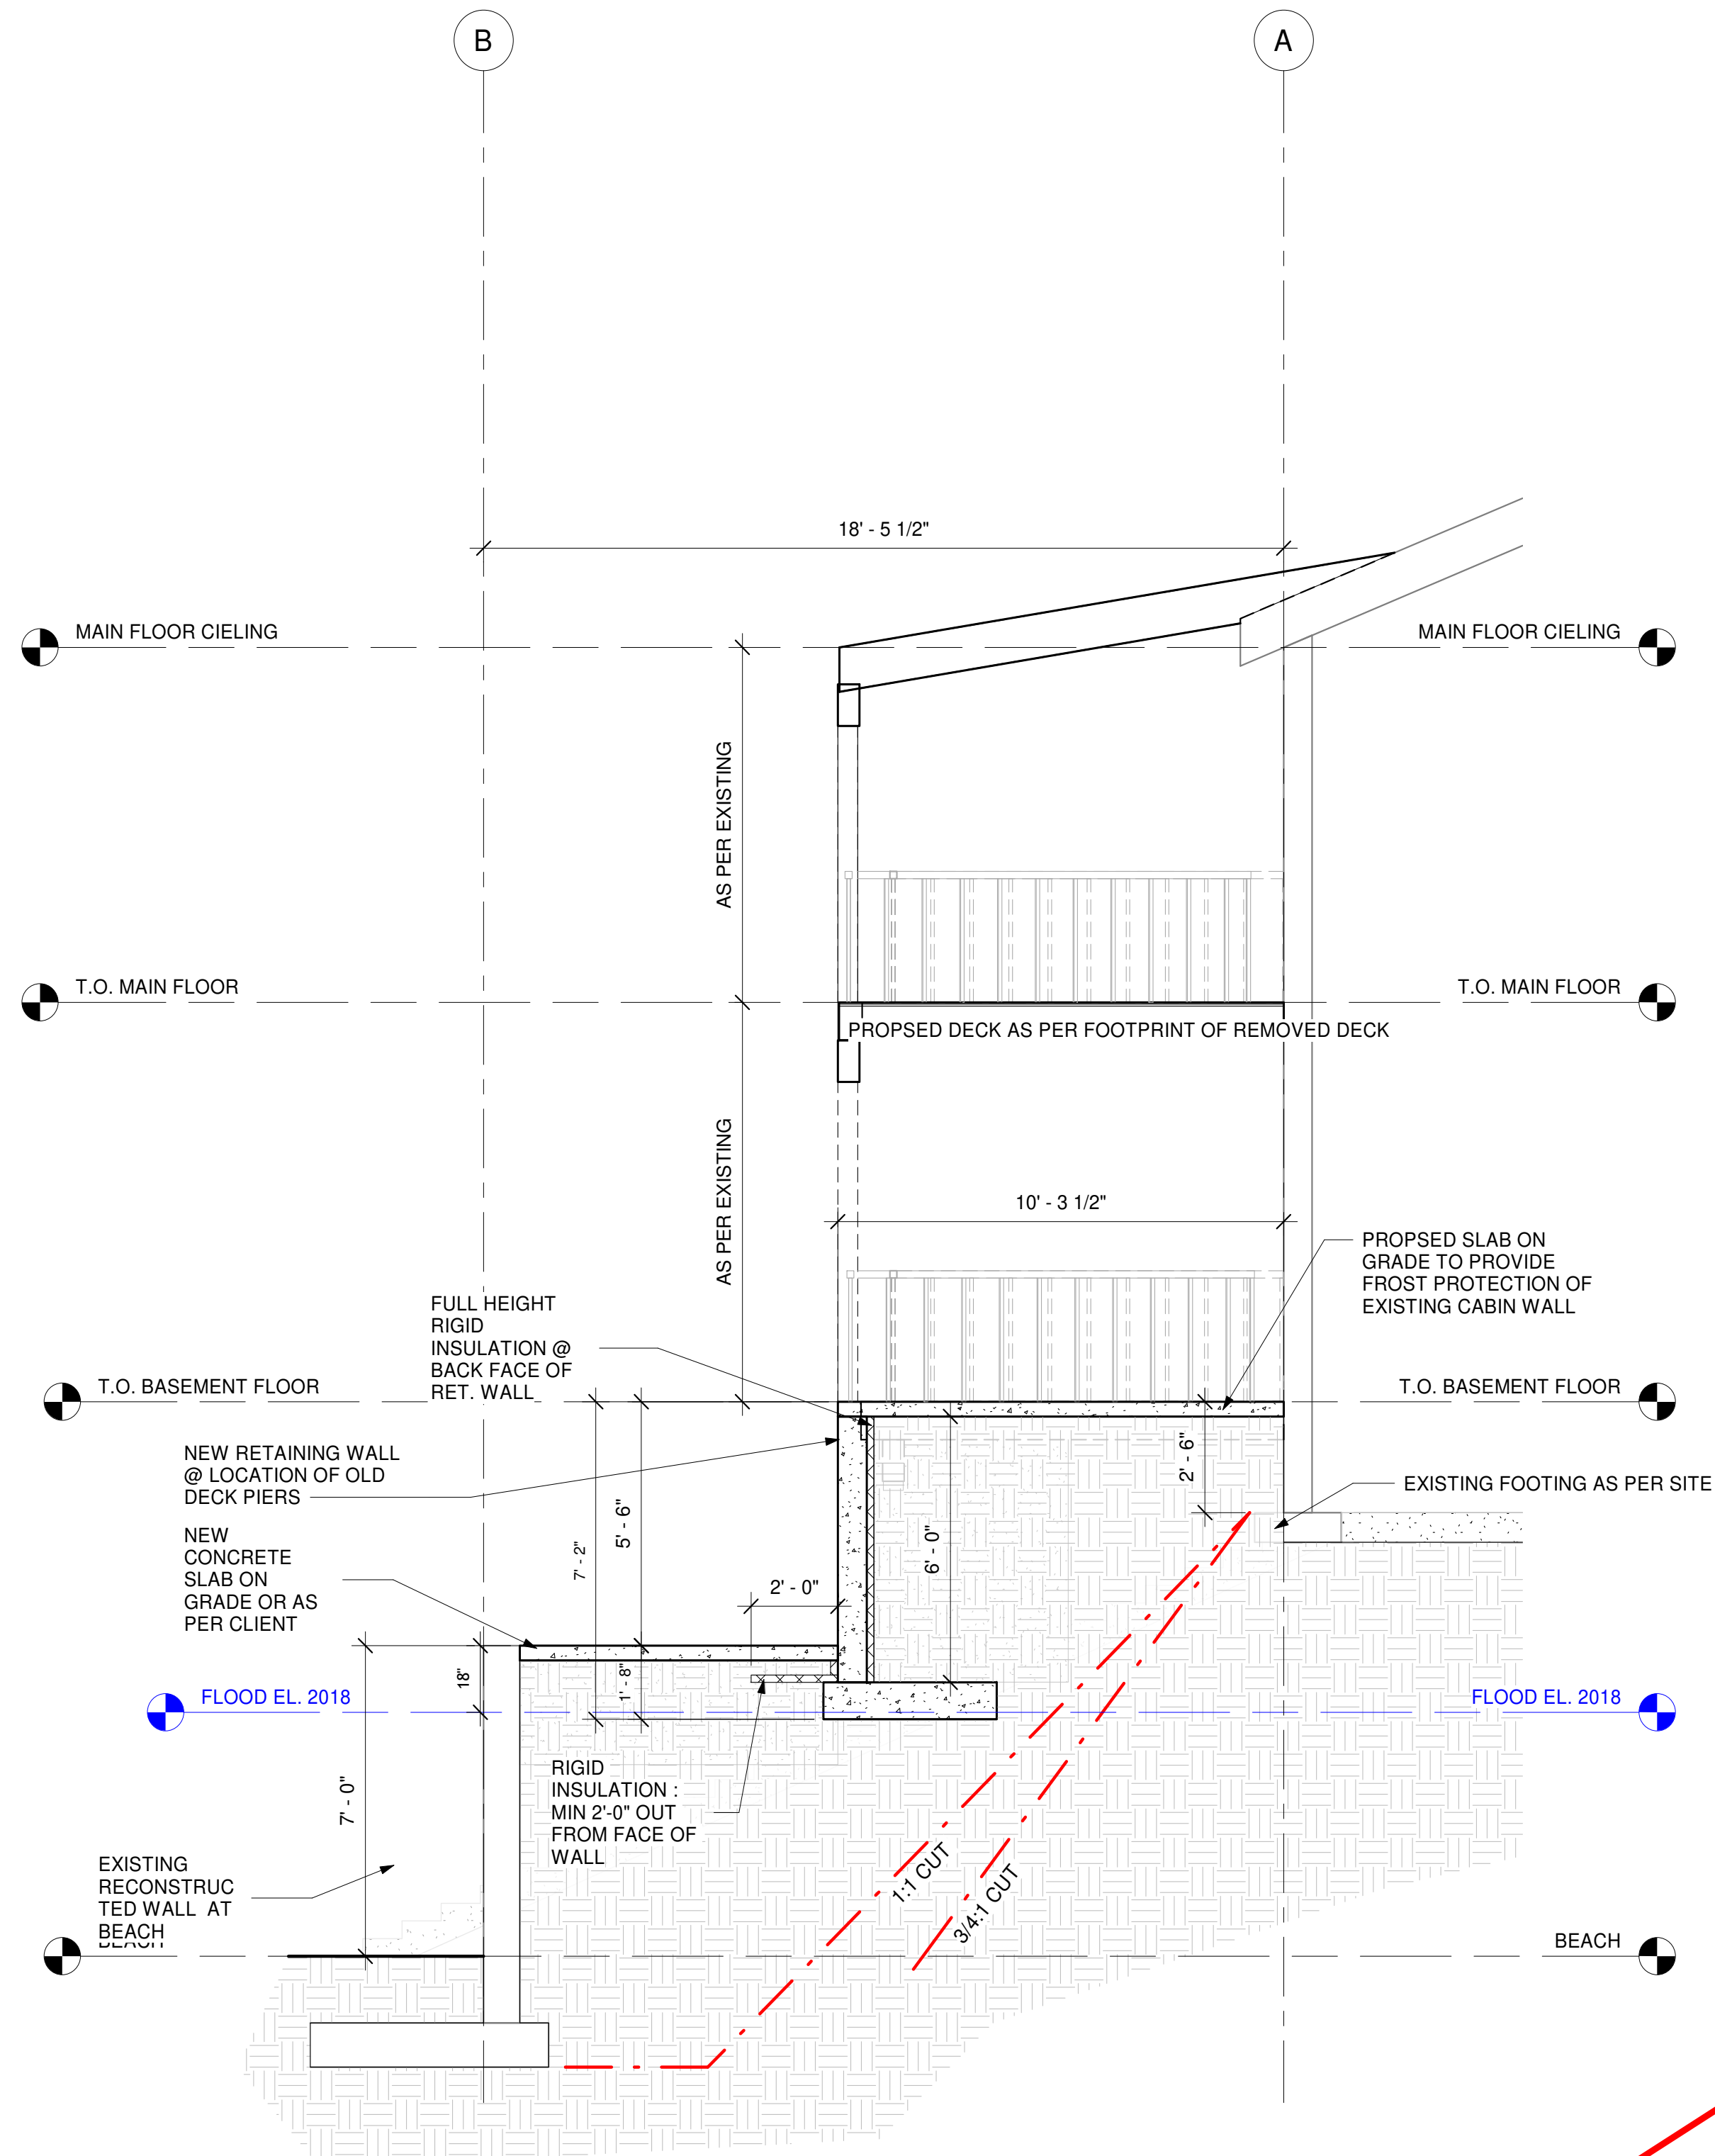 B
A
18' - 5 1/2"
MAIN FLOOR CIELING
MAIN FLOOR CIELING
AS PER EXISTING
T.O. MAIN FLOOR
T.O. MAIN FLOOR
PROPSED DECK AS PER FOOTPRINT OF REMOVED DECK
AS PER EXISTING
10' - 3 1/2"
PROPSED SLAB ON
GRADE TO PROVIDE
FROST PROTECTION OF
EXISTING CABIN WALL
FULL HEIGHT
RIGID
INSULATION @
BACK FACE OF
RET. WALL
T.O. BASEMENT FLOOR
T.O. BASEMENT FLOOR
NEW RETAINING WALL
@ LOCATION OF OLD
DECK PIERS
2' - 6"
EXISTING FOOTING AS PER SITE
NEW
CONCRETE
SLAB ON
GRADE OR AS
PER CLIENT
7' - 2"
5' - 6"
6' - 0"
2' - 0"
18"
1' - 8"
FLOOD EL. 2018
FLOOD EL. 2018
7' - 0"
RIGID
INSULATION :
MIN 2'-0" OUT
FROM FACE OF
WALL
1:1 CUT
3/4:1 CUT
EXISTING
RECONSTRUC
TED WALL AT
BEACH
BEACH
BEACH